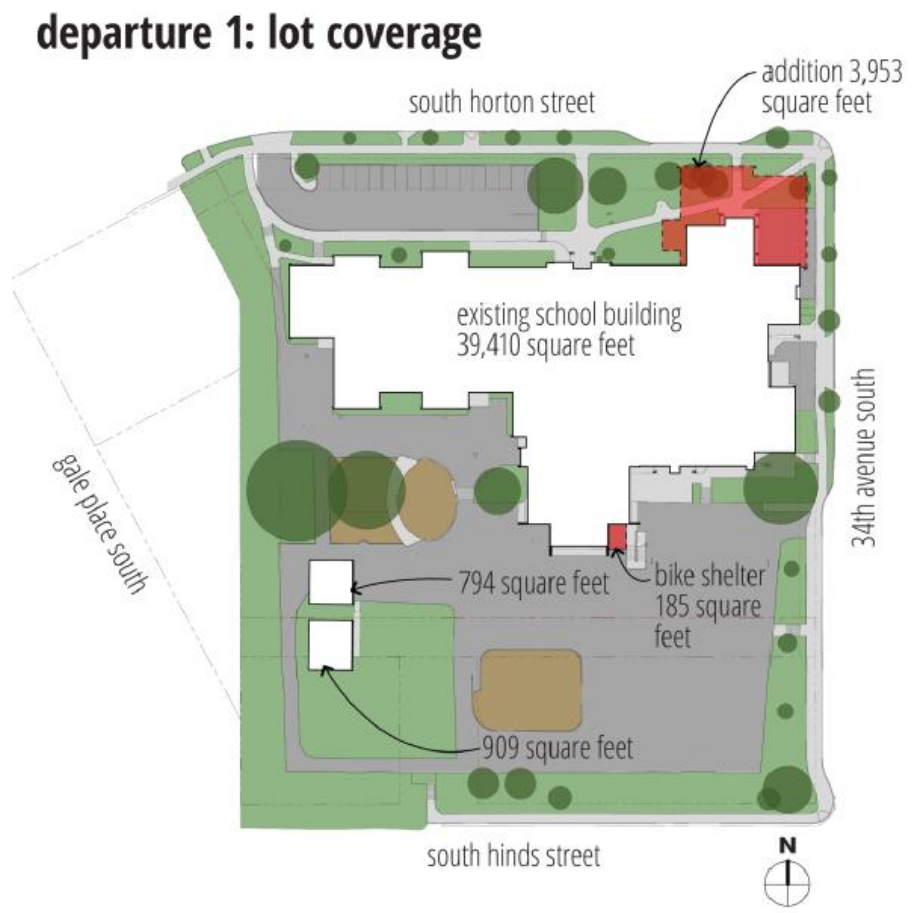 departure 1: lot coverage
addition 3,953
square feet
south horton street
existing school building
39,410 square feet
34th avenue south
gale place south
794 square feet
bike shelter
185 square
feet
909 square feet
south hinds street
N